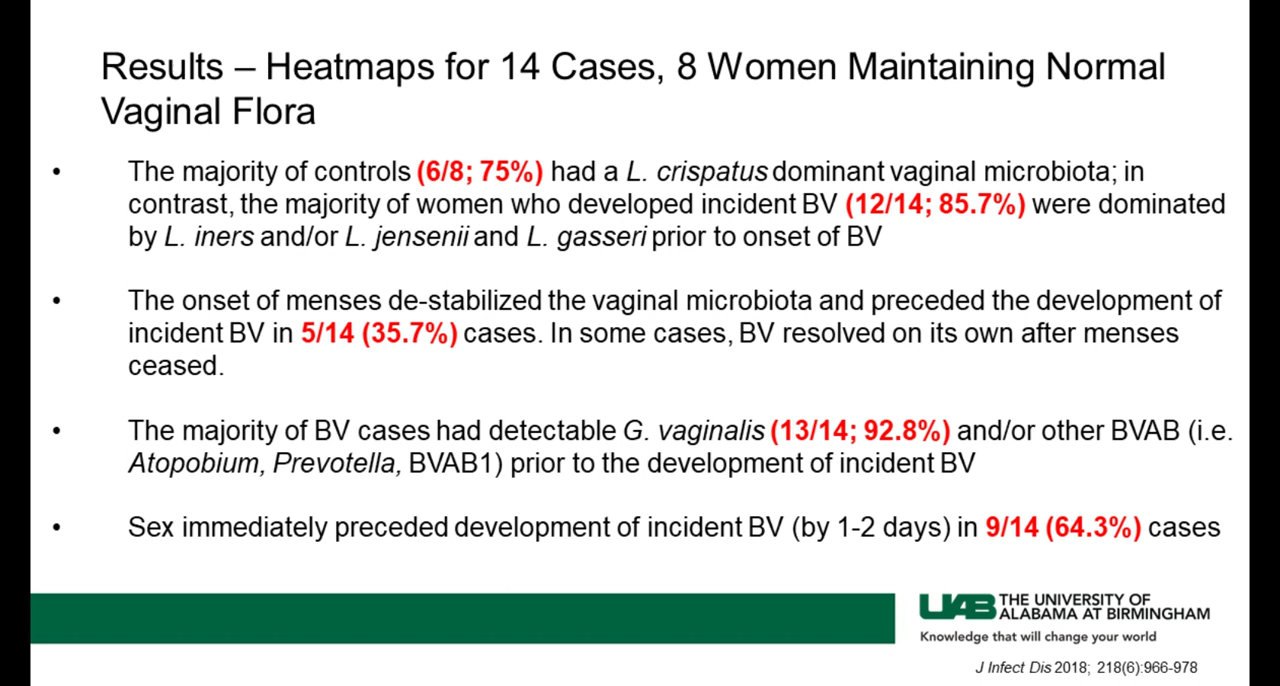 Results – Heatmaps for 14 Cases, 8 Women Maintaining Normal
Vaginal Flora
• The majority of controls (6/8; 75%) had a L. crispatus dominant vaginal microbiota; in
contrast, the majority of women who developed incident BV (12/14; 85.7%) were dominated
by L. iners and/or L. jensenii and L. gasseri prior to onset of BV
• The onset of menses de-stabilized the vaginal microbiota and preceded the development of
incident BV in 5/14 (35.7%) cases. In some cases, BV resolved on its own after menses
ceased.
• The majority of BV cases had detectable G. vaginalis (13/14; 92.8%) and/or other BVAB (i.e.
Atopobium, Prevotella, BVAB1) prior to the development of incident BV
• Sex immediately preceded development of incident BV (by 1-2 days) in 9/14 (64.3%) cases
UAB THE UNIVERSITY OF
ALABAMA AT BIRMINGHAM
Knowledge that will change your world
J Infect Dis 2018; 218(6):966-978